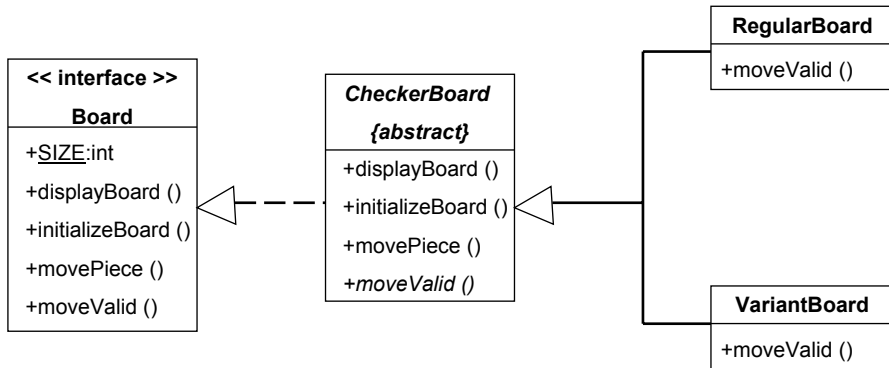 << interface >>
Board
+SIZE:int
+displayBoard ()
+initializeBoard ()
+movePiece ()
+moveValid ()
CheckerBoard
{abstract}
+displayBoard ()
+initializeBoard ()
+movePiece ()
+moveValid ()
RegularBoard
+moveValid ()
VariantBoard
+moveValid ()